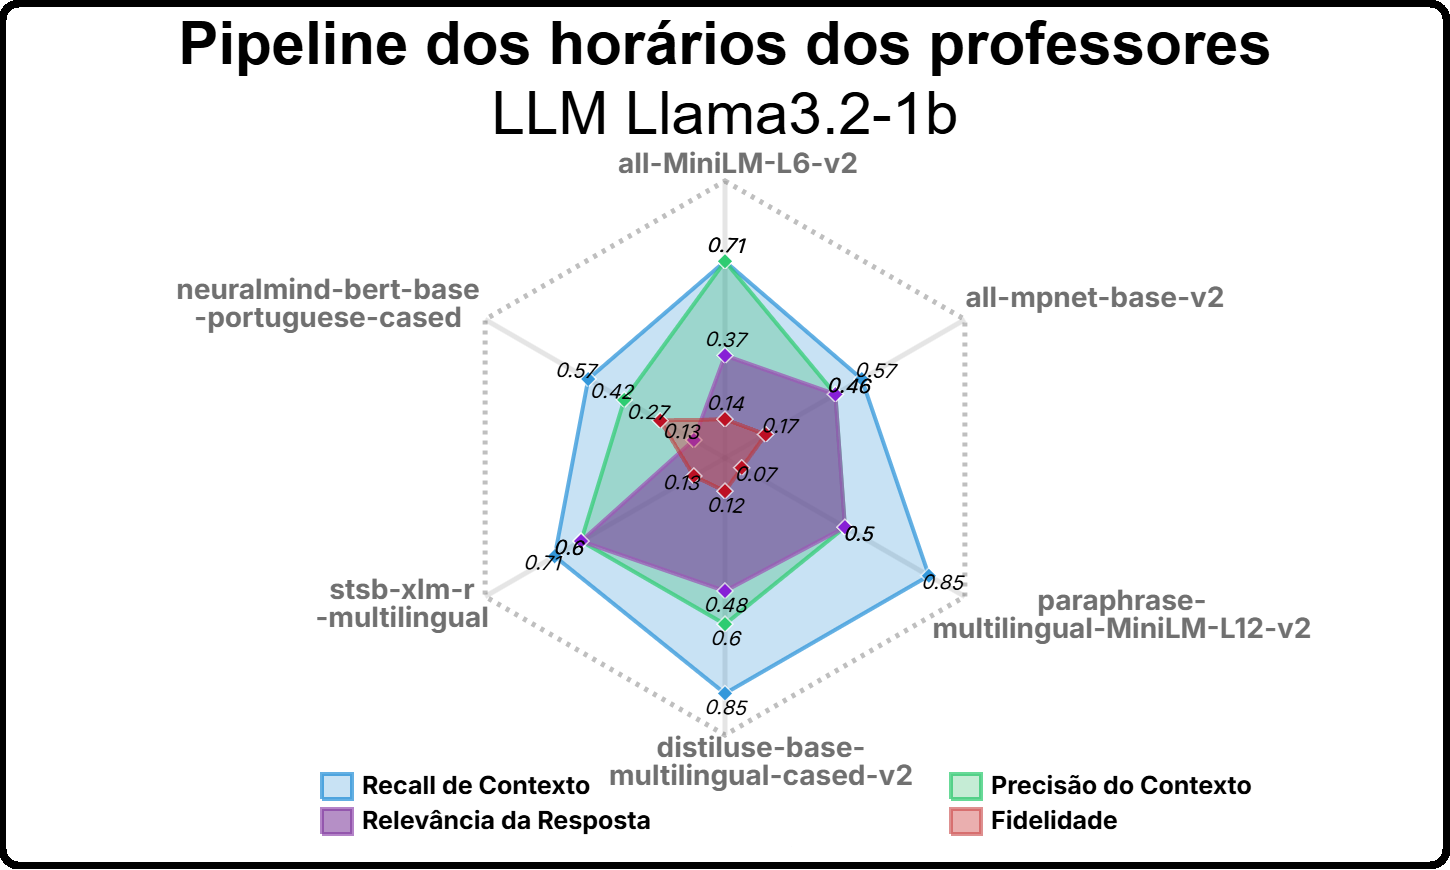 Pipeline dos horários dos professores
LLM Llama3.2-1b
all-MiniLM-L6-v2
0.71
neuralmind-bert-base
-portuguese-cased
all-mpnet-base-v2
0.37
0.57
0.57
0.42
0.46
0.27
0.14
0.13
0.17
0.13
0.07
0.12
0.6
0.71
0.5
stsb-xlm-r
-multilingual
0.85
0.48
0.6
paraphrase-
multilingual-MiniLM-L12-v2
0.85
distiluse-base-
multilingual-cased-v2
Recall de Contexto
Precisão do Contexto
Relevância da Resposta
Fidelidade